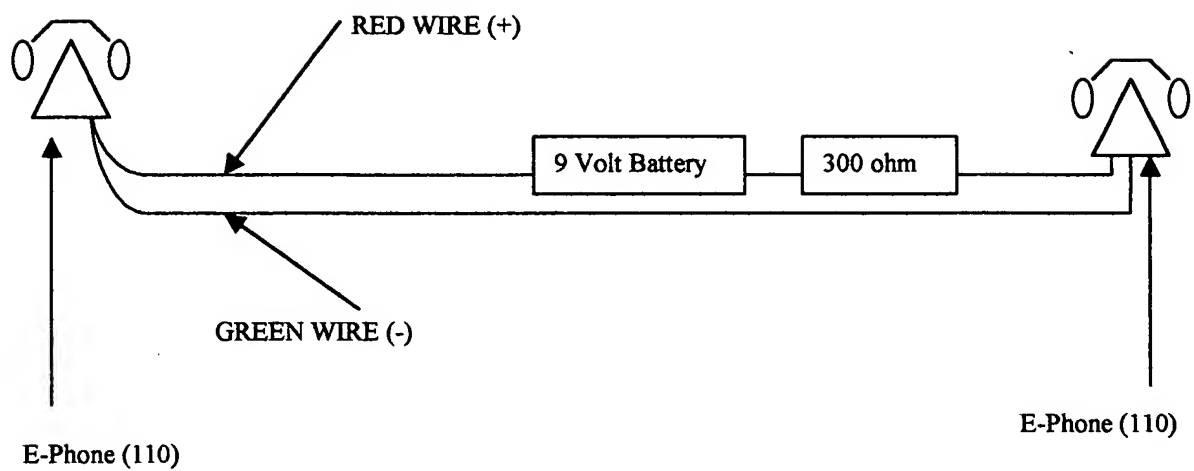 RED WIRE (+)
9 Volt Battery
300 ohm
GREEN WIRE (-)
E-Phone (110)
E-Phone (110)